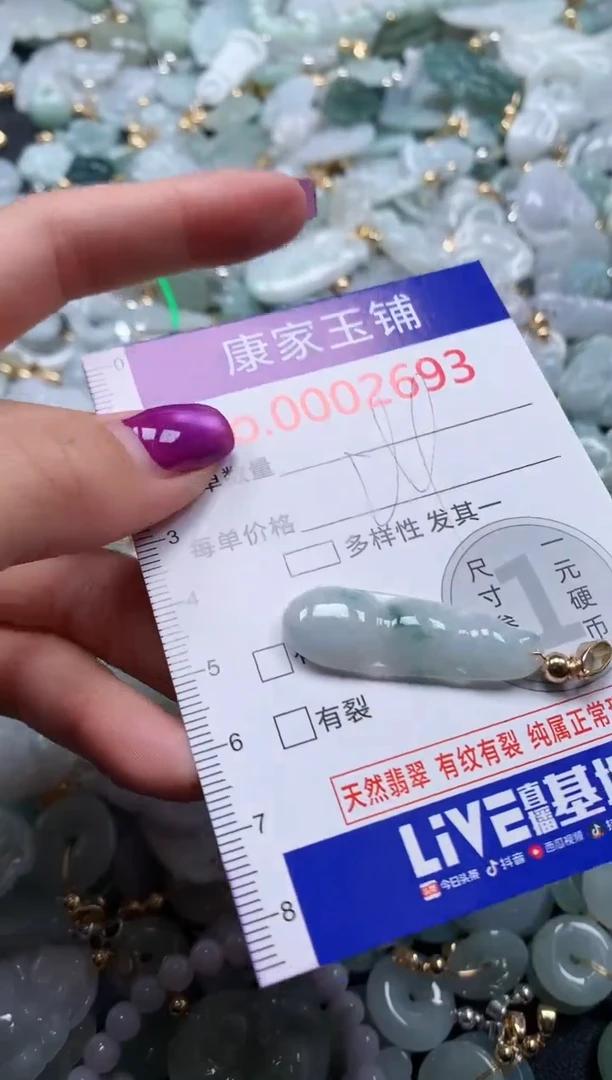 康家玉铺
.0002693
单数量
每单价格
多样性 发其一
尺寸
一元硬币
1
有裂
天然翡翠 有纹有裂 纯属正常
LiVE直播基地
今日头条 抖音 西瓜视频
0
3
4
5
6
7
8